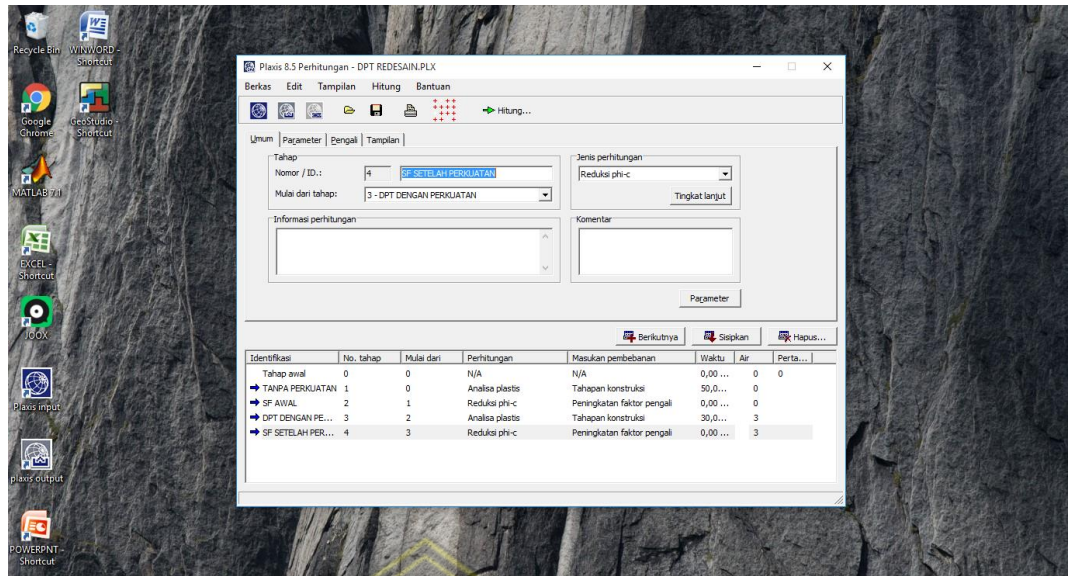 Recycle Bin
WINWORD - Shortcut
Google Chrome
GeoStudio - Shortcut
MATLAB 7.1
EXCEL - Shortcut
JOOX
Plaxis input
plaxis output
POWERPNT - Shortcut
Plaxis 8.5 Perhitungan - DPT REDESAIN.PLX
Berkas Edit Tampilan Hitung Bantuan
Hitung...
Umum Parameter Pengali Tampilan
Tahap
Nomor / ID.: 4 SF SETELAH PERKUATAN
Mulai dari tahap: 3 - DPT DENGAN PERKUATAN
Jenis perhitungan
Reduksi phi-c
Tingkat lanjut
Informasi perhitungan
Komentar
Parameter
Berikutnya Sisipkan Hapus...
Identifikasi No. tahap Mulai dari Perhitungan Masukan pembebanan Waktu Air Perta...
Tahap awal 0 0 N/A N/A 0,00 ... 0 0
TANPA PERKUATAN 1 0 Analisa plastis Tahapan konstruksi 50,0... 0
SF AWAL 2 1 Reduksi phi-c Peningkatan faktor pengali 0,00 ... 0
DPT DENGAN PE... 3 2 Analisa plastis Tahapan konstruksi 30,0... 3
SF SETELAH PER... 4 3 Reduksi phi-c Peningkatan faktor pengali 0,00 ... 3